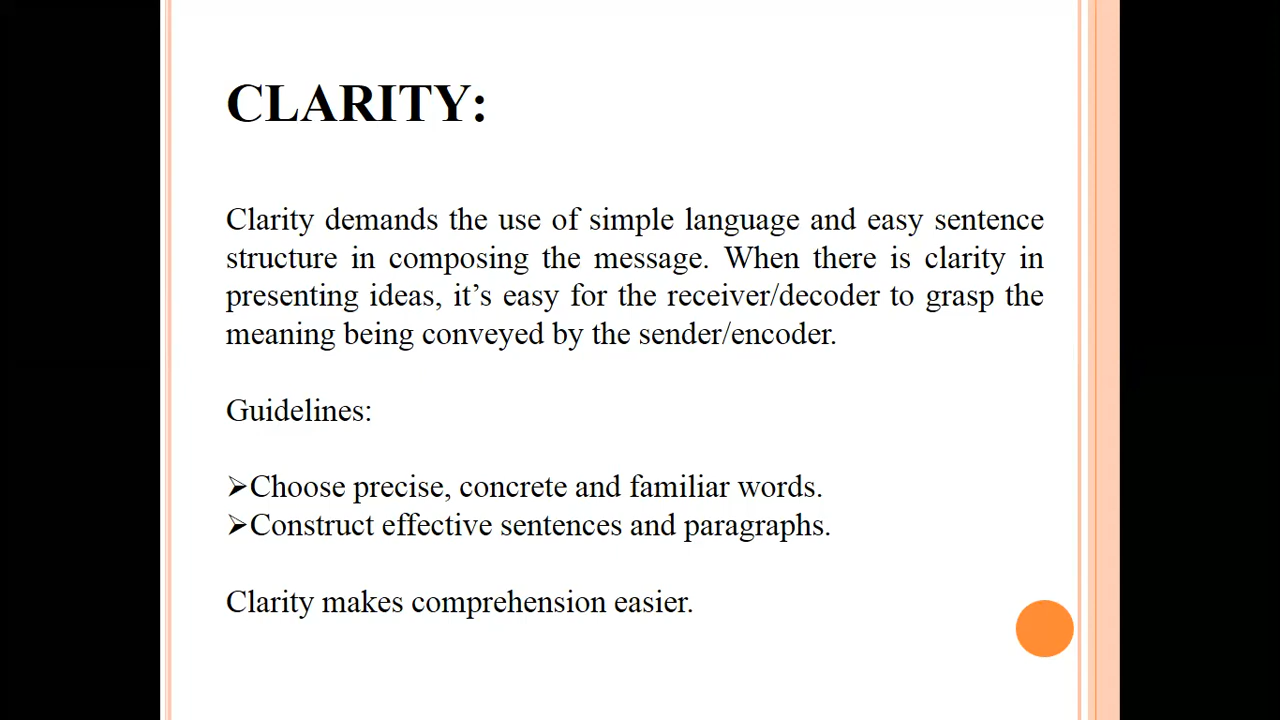 CLARITY:
Clarity demands the use of simple language and easy sentence
structure in composing the message. When there is clarity in
presenting ideas, it’s easy for the receiver/decoder to grasp the
meaning being conveyed by the sender/encoder.
Guidelines:
➢Choose precise, concrete and familiar words.
➢Construct effective sentences and paragraphs.
Clarity makes comprehension easier.